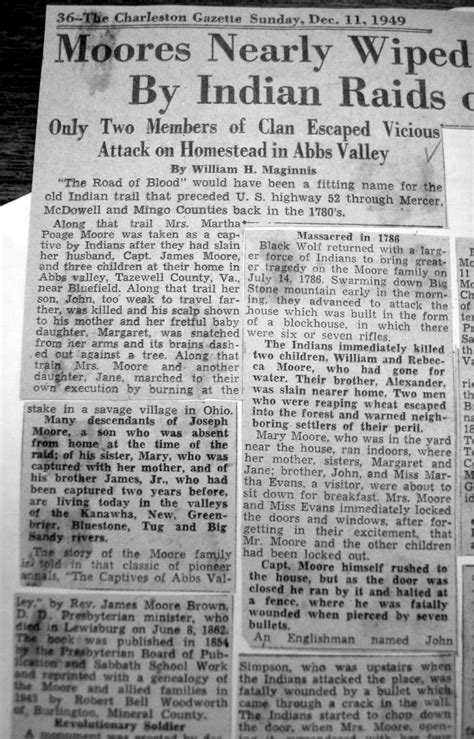 36—The Charleston Gazette Sunday, Dec. 11, 1949
Moores Nearly Wiped
By Indian Raids
Only Two Members of Clan Escaped Vicious
Attack on Homestead in Abbs Valley
By William H. Maginnis
"The Road of Blood" would have been a fitting name for the
old Indian trail that preceded U. S. highway 52 through Mercer,
McDowell and Mingo Counties back in the 1780's.
Along that trail Mrs. Martha
Poage Moore was taken as a cap-
tive by Indians after they had slain
her husband, Capt. James Moore,
and three children at their home in
Abbs valley, Tazewell County, Va.,
near Bluefield. Along that trail her
son, John, too weak to travel far-
ther, was killed and his scalp shown
to his mother and her fretful baby
daughter, Margaret, was snatched
from her arms and its brains dash-
ed out against a tree. Along that
train Mrs. Moore and another
daughter, Jane, marched to their
own execution by burning at the
stake in a savage village in Ohio.
Many descendants of Joseph
Moore, a son who was absent
from home at the time of the
raid; of his sister, Mary, who was
captured with her mother, and of
his brother James, Jr., who had
been captured two years before,
are living today in the valleys
of the Kanawha, New, Green-
brier, Bluestone, Tug and Big
Sandy rivers.
The story of the Moore family
is told in that classic of pioneer
annals, "The Captives of Abbs Val-
ley," by Rev. James Moore Brown,
D. D., Presbyterian minister, who
died in Lewisburg on June 8, 1862.
The book was published in 1854
by the Presbyterian Board of Pub-
lication and Sabbath School Work
and reprinted with a genealogy of
the Moore and allied families in
1943 by Robert Bell Woodworth
of Burlington, Mineral County.
Revolutionary Soldier
Massacred in 1786
Black Wolf returned with a larg-
er force of Indians to bring great-
er tragedy on the Moore family on
July 14, 1786. Swarming down Big
Stone mountain early in the morn-
ing, they advanced to attack the
house which was built in the form
of a blockhouse, in which there
were six or seven rifles.
The Indians immediately killed
two children, William and Rebec-
ca Moore, who had gone for
water. Their brother, Alexander,
was slain nearer home. Two men
who were reaping wheat escaped
into the forest and warned neigh-
boring settlers of their peril.
Mary Moore, who was in the yard
near the house, ran indoors, where
her mother, sisters, Margaret and
Jane; brother, John, and Miss Mar-
tha Evans, a visitor, were about to
sit down for breakfast. Mrs. Moore
and Miss Evans immediately locked
the doors and windows, after for-
getting in their excitement, that
Mr. Moore and the other children
had been locked out.
Capt. Moore himself rushed to
the house, but as the door was
closed he ran by it and halted at
a fence, where he was fatally
wounded when pierced by seven
bullets.
An Englishman named John
Simpson, who was upstairs when
the Indians attacked the place, was
fatally wounded by a bullet which
came through a crack in the wall.
The Indians started to chop down